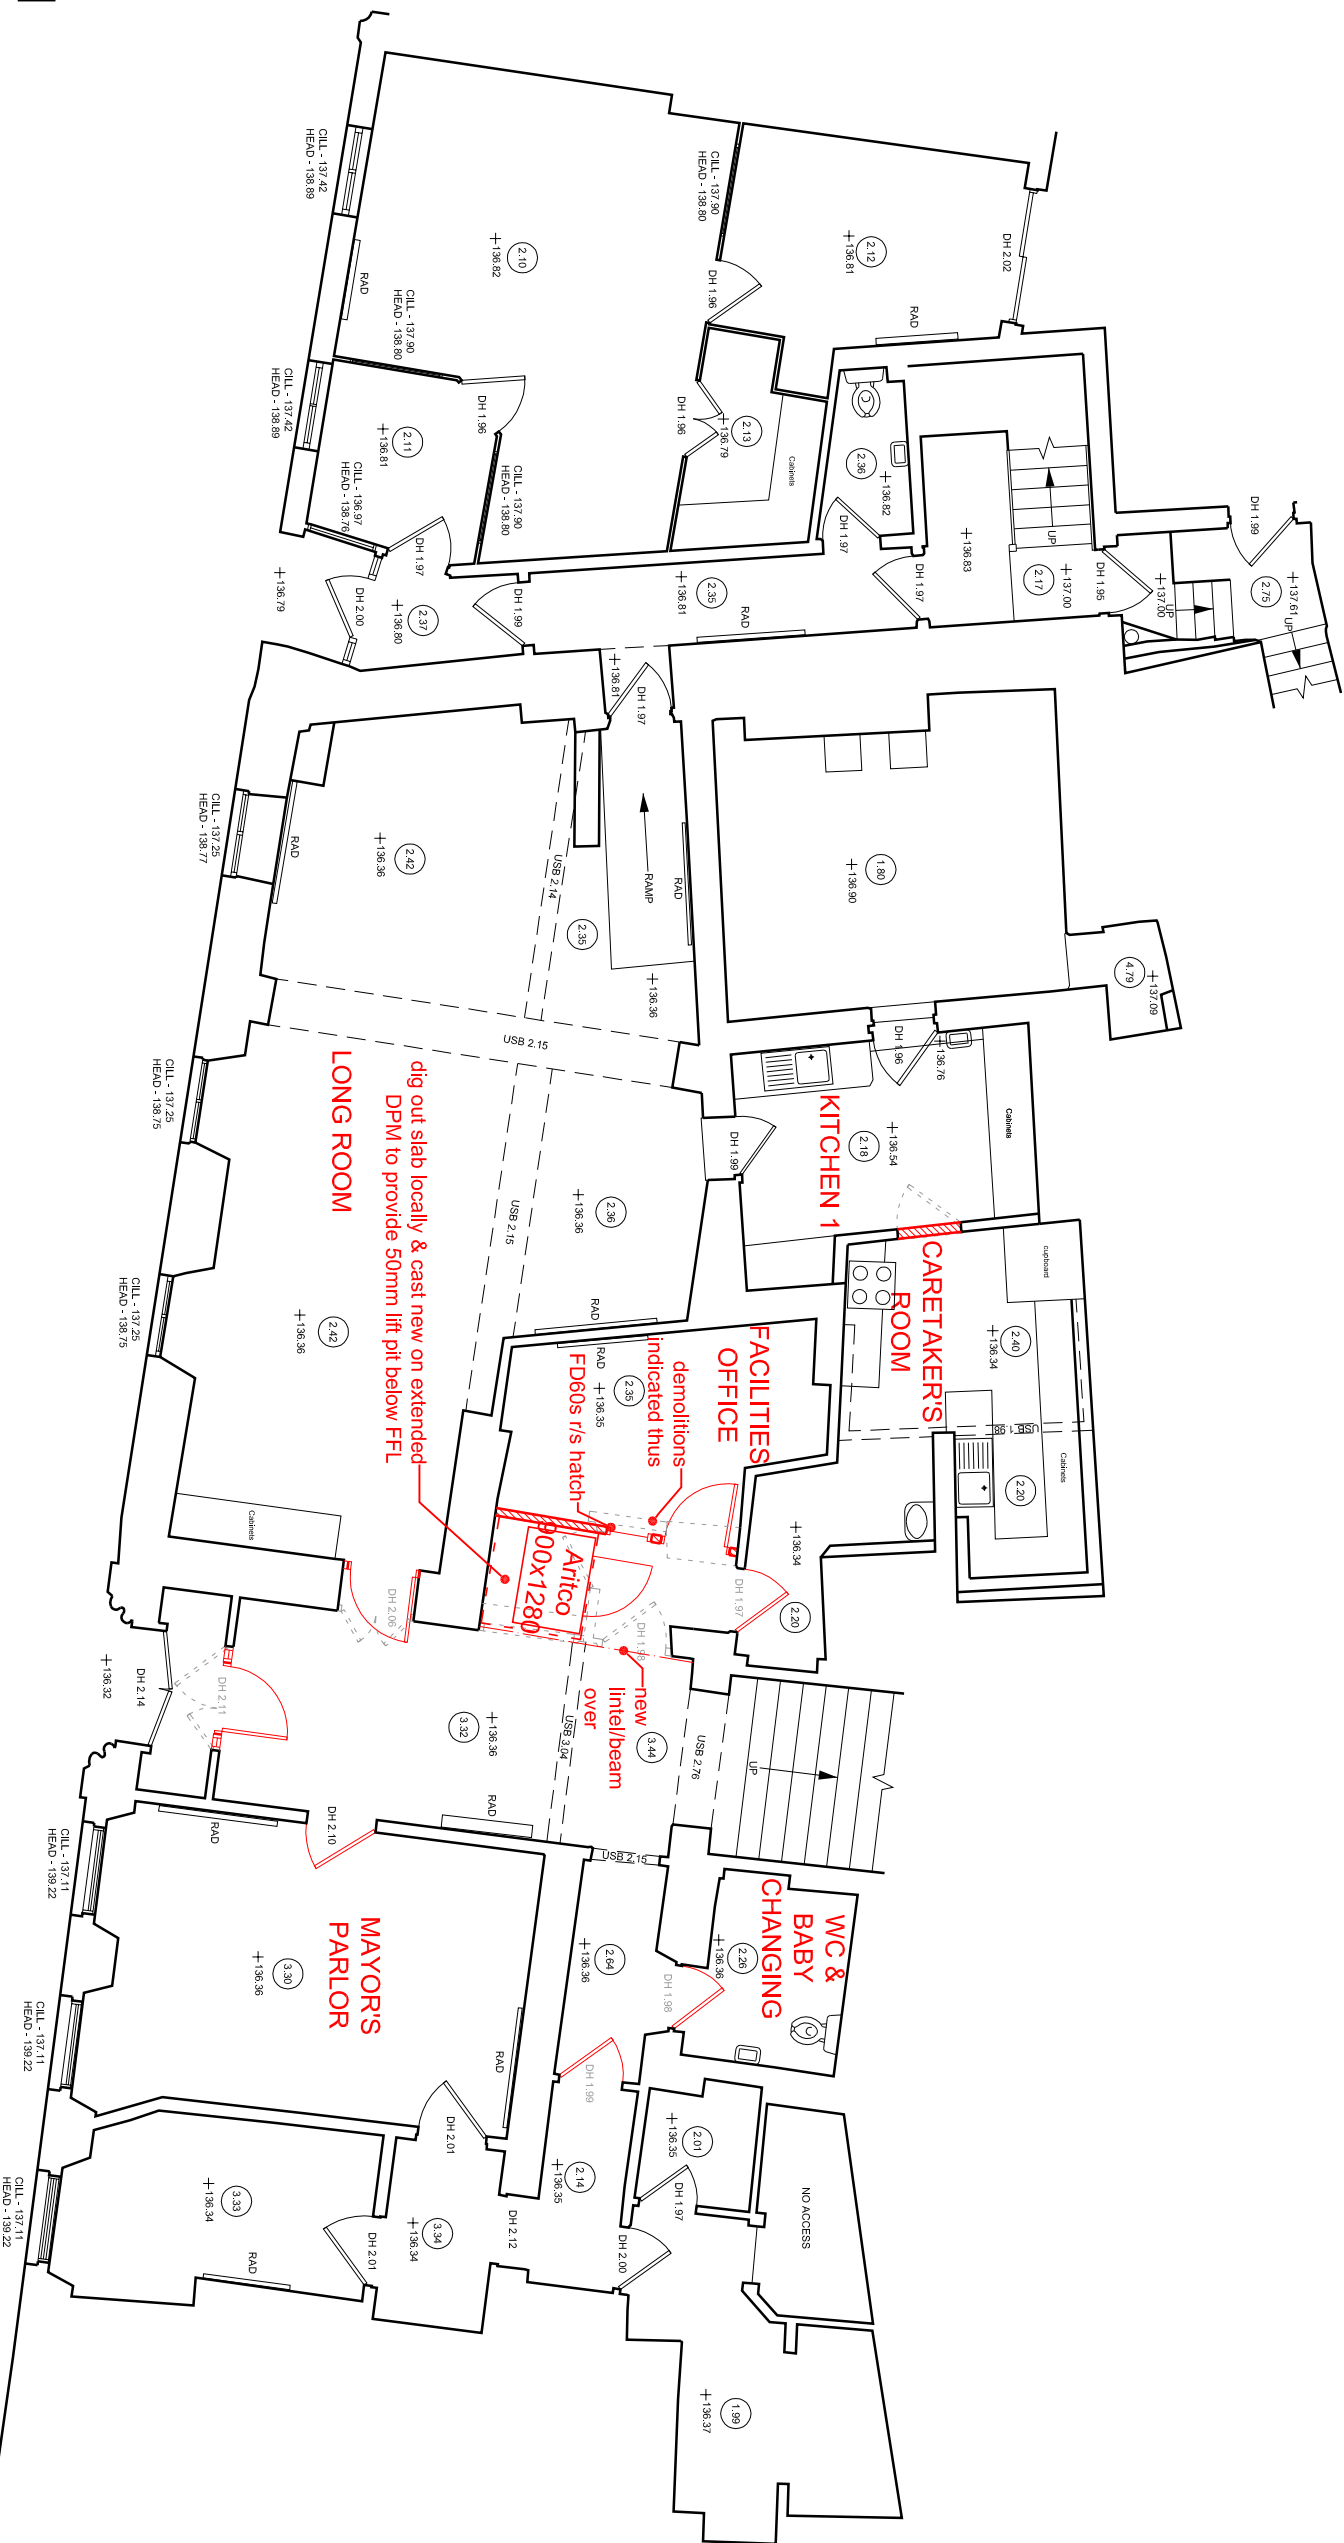 CILL - 137.42
HEAD - 138.89
CILL - 137.90
HEAD - 138.80
2.10
+136.82
2.12
+136.81
DH 2.02
DH 1.96
RAD
RAD
CILL - 137.90
HEAD - 138.80
CILL - 137.42
HEAD - 138.89
2.11
+136.81
DH 1.96
DH 1.96
2.13
+136.79
Cabinets
2.36
+136.82
UP
CILL - 136.97
HEAD - 138.76
CILL - 137.90
HEAD - 138.80
DH 1.97
DH 1.97
+136.83
DH 1.99
+136.79
DH 2.00
2.37
+136.80
DH 1.99
2.35
+136.81
RAD
DH 1.97
2.17
+137.00
DH 1.95
+137.00
UP
2.75
+137.61
UP
+136.81
DH 1.97
CILL - 137.25
HEAD - 138.77
RAD
2.42
+136.36
USB 2.14
RAMP
RAD
2.35
+136.36
1.80
+136.90
4.79
+137.09
USB 2.15
DH 1.96
+136.76
CILL - 137.25
HEAD - 138.75
LONG ROOM
dig out slab locally & cast new on extended
DPM to provide 50mm lift pit below FFL
USB 2.15
2.36
+136.36
DH 1.99
KITCHEN 1
2.18
+136.54
Cabinets
CILL - 137.25
HEAD - 138.75
2.42
+136.36
RAD
RAD
2.35
+136.35
FACILITIES
OFFICE
demolitions
indicated thus
FD60s r/s hatch
CARETAKER'S
ROOM
cupboard
2.40
+136.34
USB 1.98
Cabinets
2.20
Cabinets
Aritco
900x1280
+136.34
2.20
DH 1.97
DH 2.06
DH 1.98
new
lintel/beam
over
+136.32
DH 2.14
DH 2.11
3.32
+136.36
USB 3.04
3.44
USB 2.76
UP
RAD
DH 2.10
RAD
USB 2.15
CILL - 137.11
HEAD - 139.22
MAYOR'S
PARLOR
3.30
+136.36
2.64
+136.36
WC &
BABY
CHANGING
2.26
+136.36
DH 1.98
CILL - 137.11
HEAD - 139.22
RAD
DH 1.99
DH 2.01
2.14
+136.35
2.01
+136.35
DH 1.97
NO ACCESS
CILL - 137.11
HEAD - 139.22
3.33
+136.34
RAD
DH 2.01
3.34
+136.34
DH 2.12
DH 2.00
1.99
+136.37